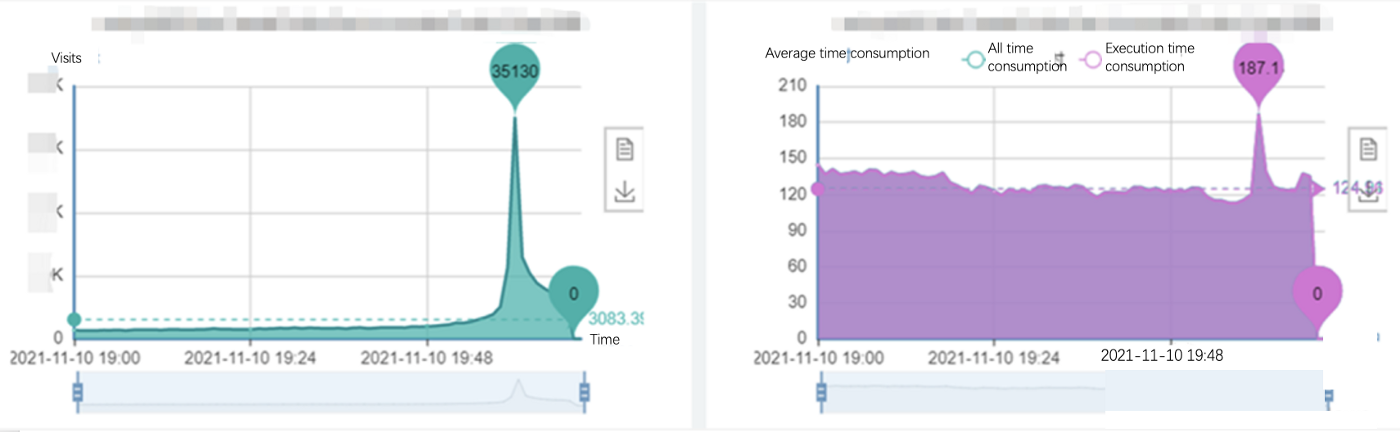 Visits
35130
K
K
K
K
0
0
3083.39
Time
2021-11-10 19:00
2021-11-10 19:24
2021-11-10 19:48
Average time consumption
All time
consumption
Execution time
consumption
187.1
210
180
150
120
90
60
30
0
124.96
0
2021-11-10 19:00
2021-11-10 19:24
2021-11-10 19:48